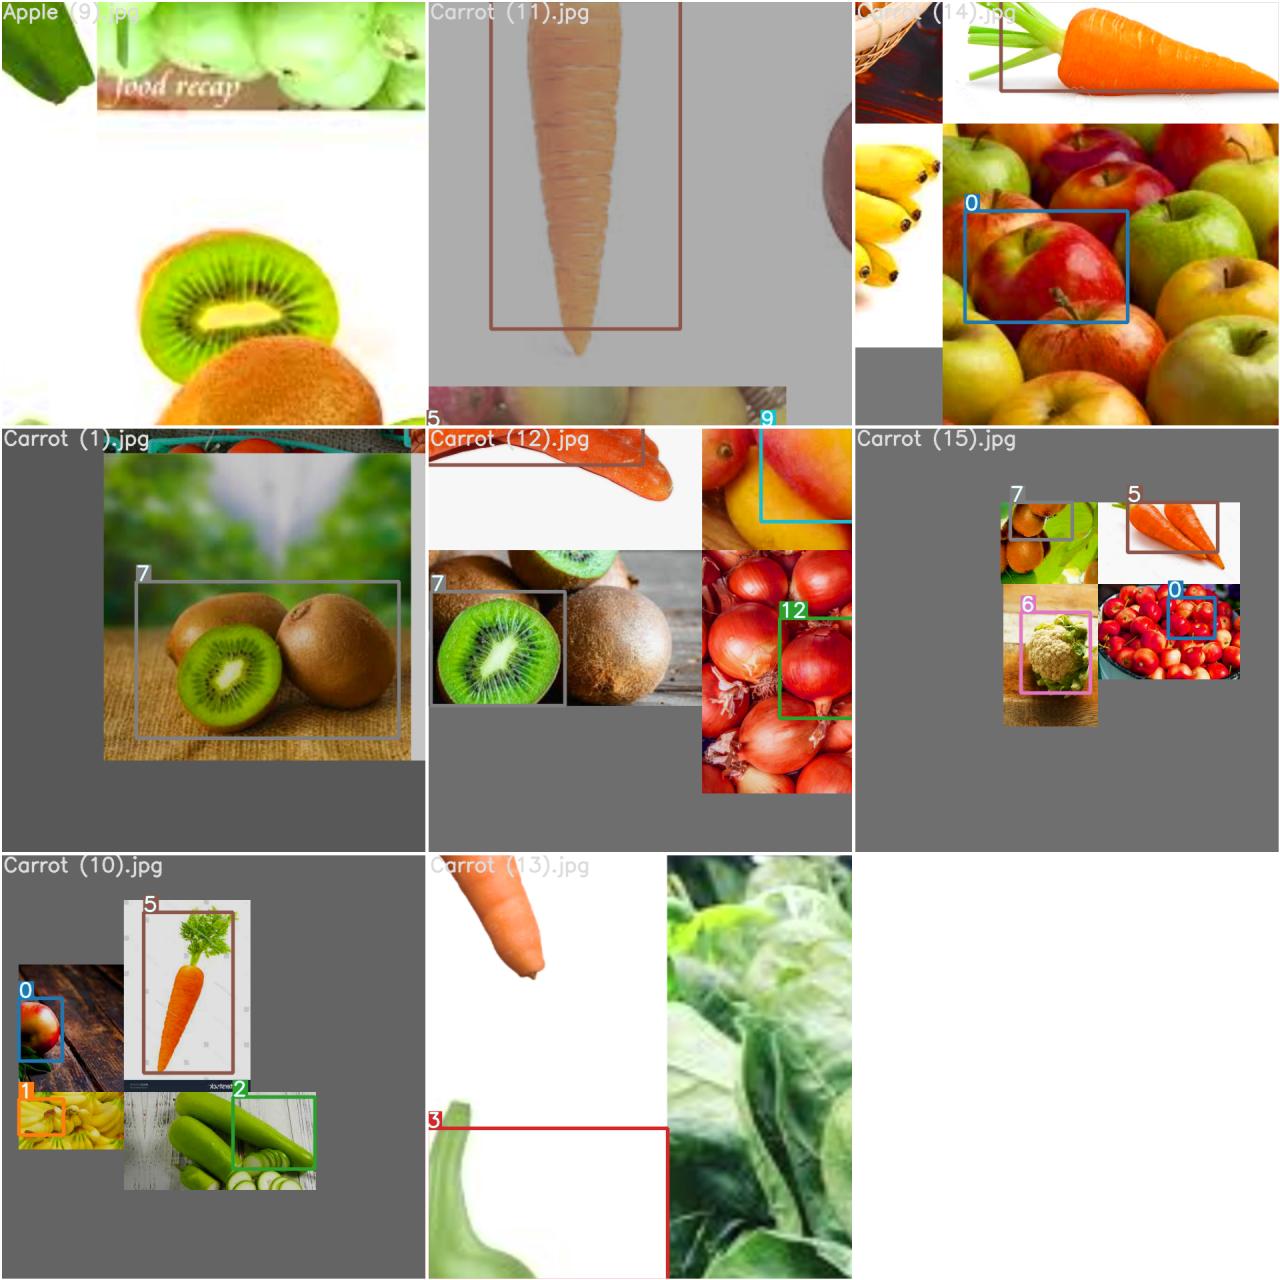 Apple (9).jpg
food recap
Carrot (11).jpg
5
9
Carrot (14).jpg
0
Carrot (1).jpg
7
Carrot (12).jpg
7
12
Carrot (15).jpg
7
5
6
0
Carrot (10).jpg
5
0
1
2
Carrot (13).jpg
3